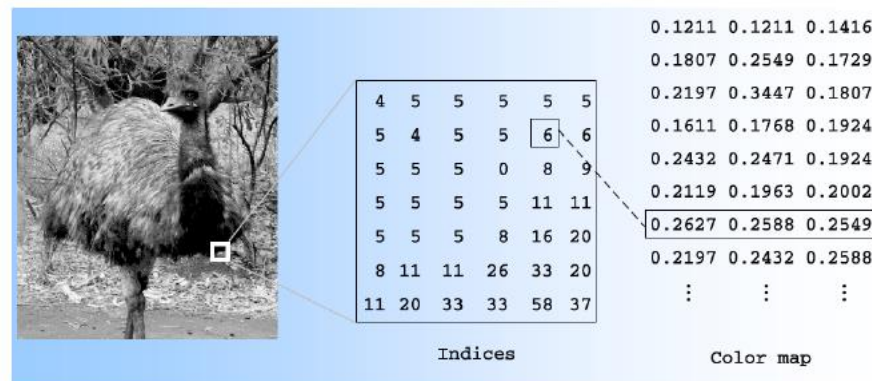 4 5 5 5 5 5
5 4 5 5 6 6
5 5 5 0 8 9
5 5 5 5 11 11
5 5 5 8 16 20
8 11 11 26 33 20
11 20 33 33 58 37
Indices
0.1211 0.1211 0.1416
0.1807 0.2549 0.1729
0.2197 0.3447 0.1807
0.1611 0.1768 0.1924
0.2432 0.2471 0.1924
0.2119 0.1963 0.2002
0.2627 0.2588 0.2549
0.2197 0.2432 0.2588
⋮ ⋮ ⋮
Color map